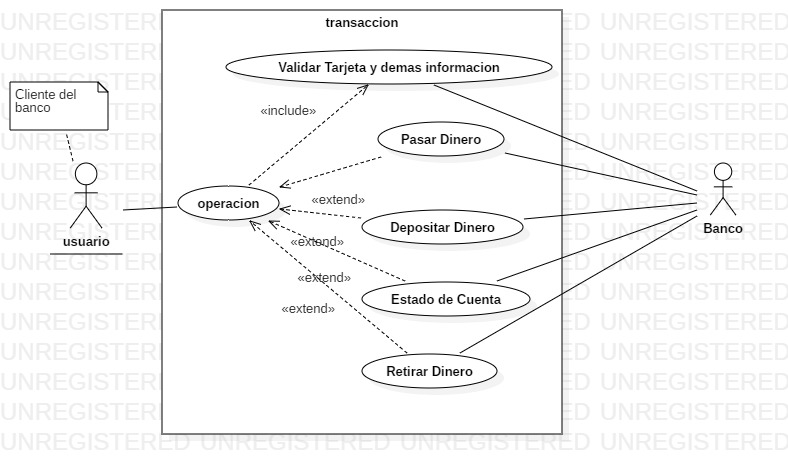 transaccion
Validar Tarjeta y demas informacion
Cliente del
banco
«include»
Pasar Dinero
«extend»
operacion
Depositar Dinero
usuario
Banco
«extend»
«extend»
Estado de Cuenta
«extend»
Retirar Dinero
UNREGISTERED UNREGISTERED UNREGISTERED UNREGISTERED